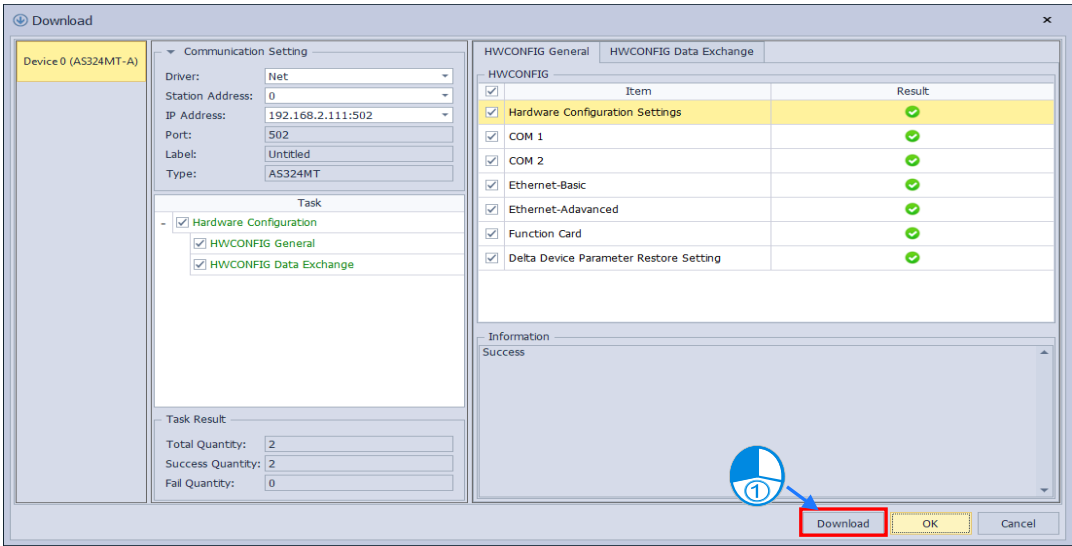 Download
Device 0 (AS324MT-A)
Communication Setting
Driver: Net
Station Address: 0
IP Address: 192.168.2.111:502
Port: 502
Label: Untitled
Type: AS324MT
Task
Hardware Configuration
HWCONFIG General
HWCONFIG Data Exchange
Task Result
Total Quantity: 2
Success Quantity: 2
Fail Quantity: 0
HWCONFIG General HWCONFIG Data Exchange
HWCONFIG
Item Result
Hardware Configuration Settings
COM 1
COM 2
Ethernet-Basic
Ethernet-Adavanced
Function Card
Delta Device Parameter Restore Setting
Information
Success
①
Download OK Cancel